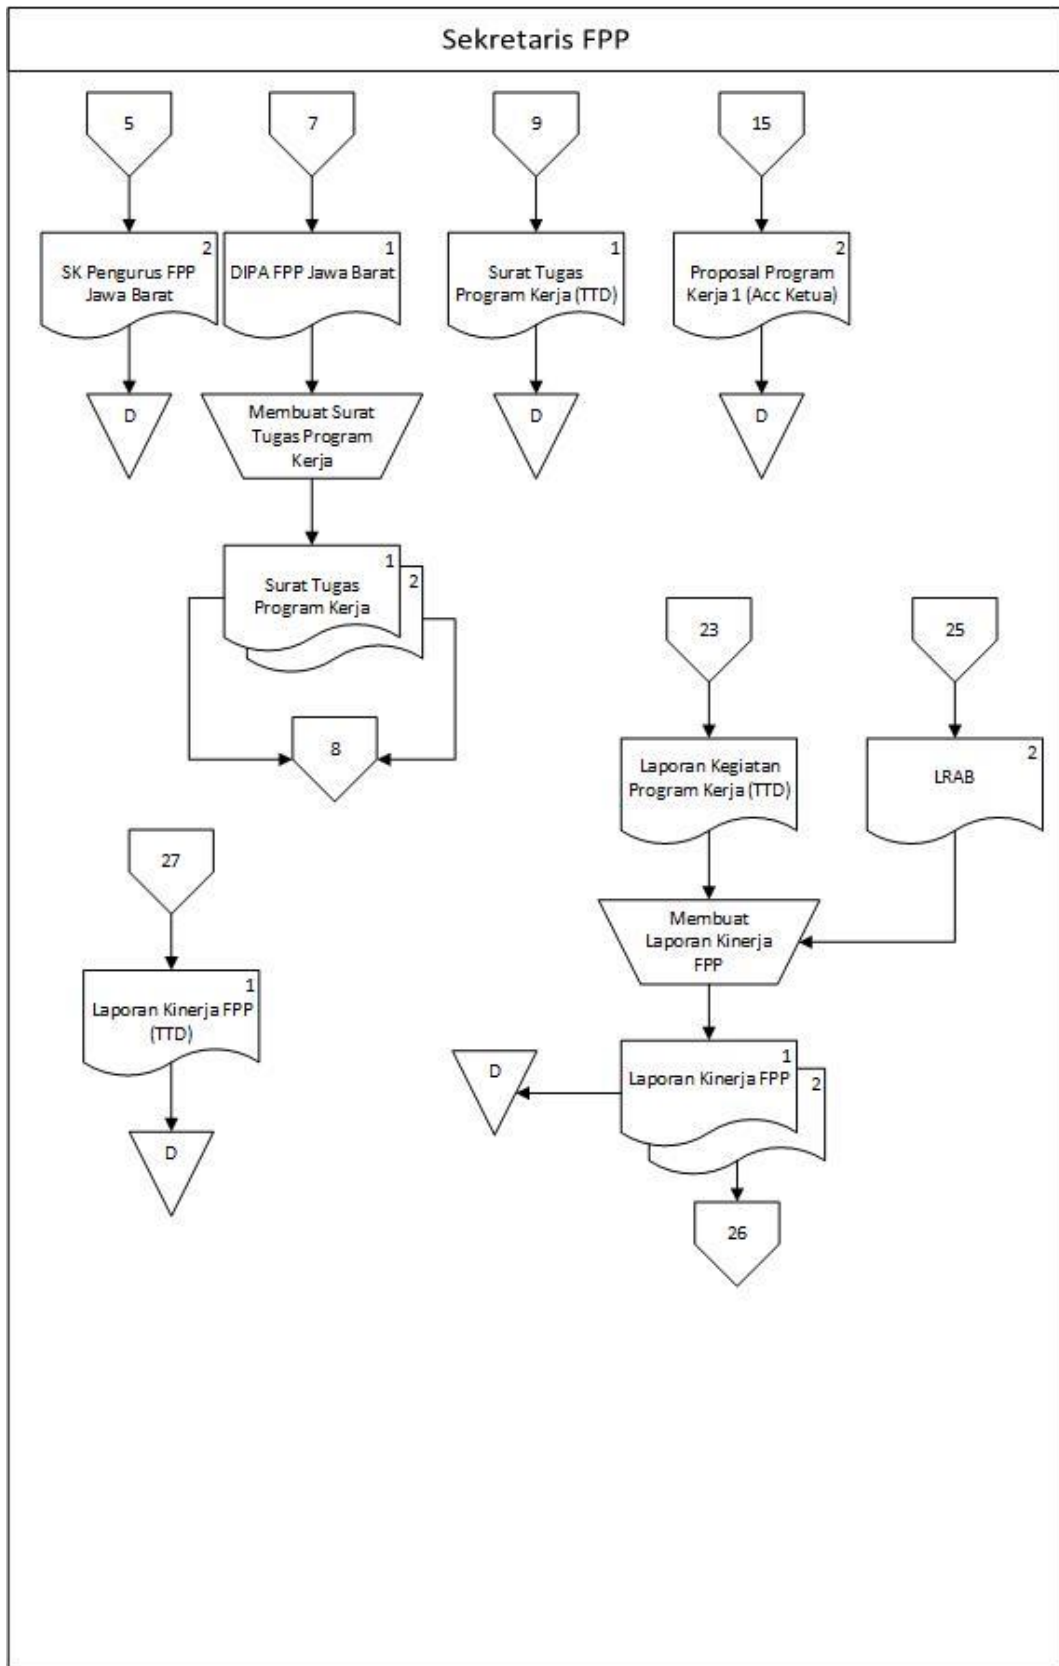 Sekretaris FPP
5
7
9
15
2
SK Pengurus FPP
Jawa Barat
1
DIPA FPP Jawa Barat
1
Surat Tugas
Program Kerja (TTD)
2
Proposal Program
Kerja 1 (Acc Ketua)
D
Membuat Surat
Tugas Program
Kerja
D
D
1
2
Surat Tugas
Program Kerja
23
25
8
Laporan Kegiatan
Program Kerja (TTD)
2
LRAB
27
Membuat
Laporan Kinerja
FPP
1
Laporan Kinerja FPP
(TTD)
D
1
Laporan Kinerja FPP
2
D
26